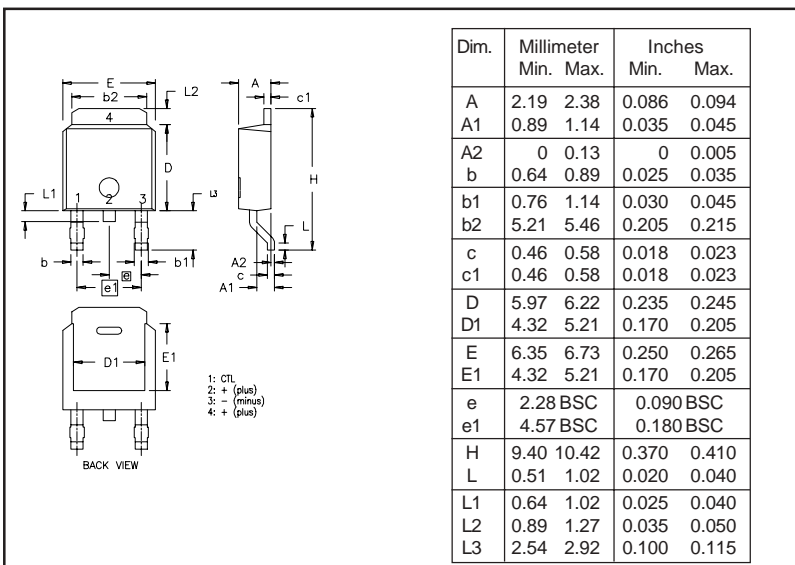 E
b2
L2
A
c1
4
D
H
L1
1 2 3
L3
L
b
e
b1
e1
A2
c
A1
D1
E1
1: CTL
2: + (plus)
3: – (minus)
4: + (plus)
BACK VIEW
Dim. Millimeter Inches
Min. Max. Min. Max.
A 2.19 2.38 0.086 0.094
A1 0.89 1.14 0.035 0.045
A2 0 0.13 0 0.005
b 0.64 0.89 0.025 0.035
b1 0.76 1.14 0.030 0.045
b2 5.21 5.46 0.205 0.215
c 0.46 0.58 0.018 0.023
c1 0.46 0.58 0.018 0.023
D 5.97 6.22 0.235 0.245
D1 4.32 5.21 0.170 0.205
E 6.35 6.73 0.250 0.265
E1 4.32 5.21 0.170 0.205
e 2.28 BSC 0.090 BSC
e1 4.57 BSC 0.180 BSC
H 9.40 10.42 0.370 0.410
L 0.51 1.02 0.020 0.040
L1 0.64 1.02 0.025 0.040
L2 0.89 1.27 0.035 0.050
L3 2.54 2.92 0.100 0.115